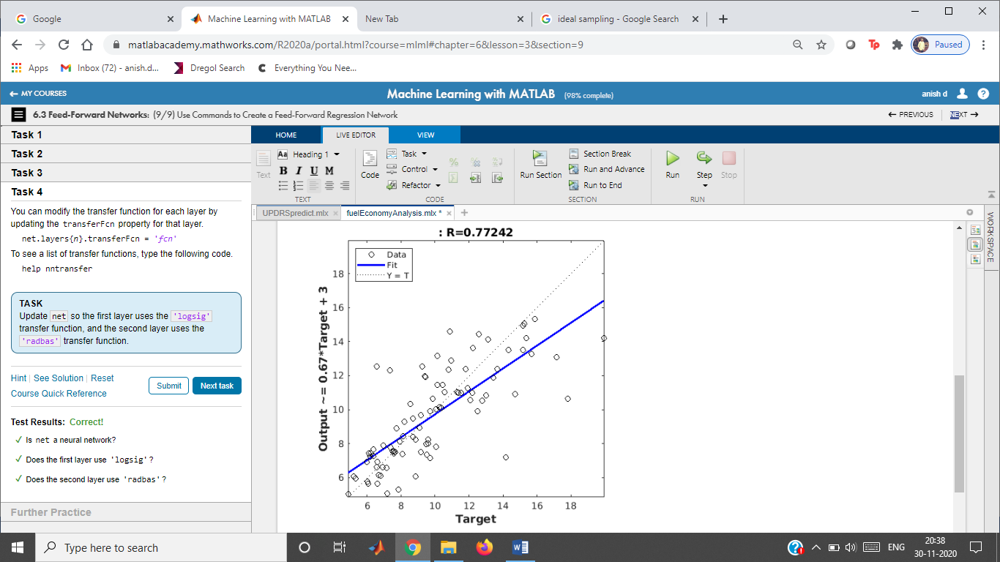 Google
Machine Learning with MATLAB
New Tab
ideal sampling - Google Search
matlabacademy.mathworks.com/R2020a/portal.html?course=mlml#chapter=6&lesson=3&section=9
Tp
Paused
Apps
Inbox (72) - anish.d...
Dregol Search
Everything You Nee...
← MY COURSES
Machine Learning with MATLAB (98% complete)
anish d
?
6.3 Feed-Forward Networks: (9/9) Use Commands to Create a Feed-Forward Regression Network
← PREVIOUS
NEXT →
Task 1
Task 2
Task 3
Task 4
You can modify the transfer function for each layer by
updating the transferFcn property for that layer.
net.layers{n}.transferFcn = 'fcn'
To see a list of transfer functions, type the following code.
help nntransfer
TASK
Update net so the first layer uses the 'logsig'
transfer function, and the second layer uses the
'radbas' transfer function.
Hint | See Solution | Reset
Course Quick Reference
Submit
Next task
Test Results: Correct!
✓ Is net a neural network?
✓ Does the first layer use 'logsig'?
✓ Does the second layer use 'radbas'?
Further Practice
HOME
LIVE EDITOR
VIEW
Text
Aa Heading 1
B I U M
TEXT
Code
Task
Control
Refactor
CODE
Run Section
Section Break
Run and Advance
Run to End
SECTION
Run
Step
Stop
RUN
UPDRSpredict.mlx ×
fuelEconomyAnalysis.mlx * ×
WORKSPACE
: R=0.77242
Data
Fit
Y = T
Output ~= 0.67*Target + 3
18
16
14
12
10
8
6
6 8 10 12 14 16 18
Target
Type here to search
ENG
20:38
30-11-2020